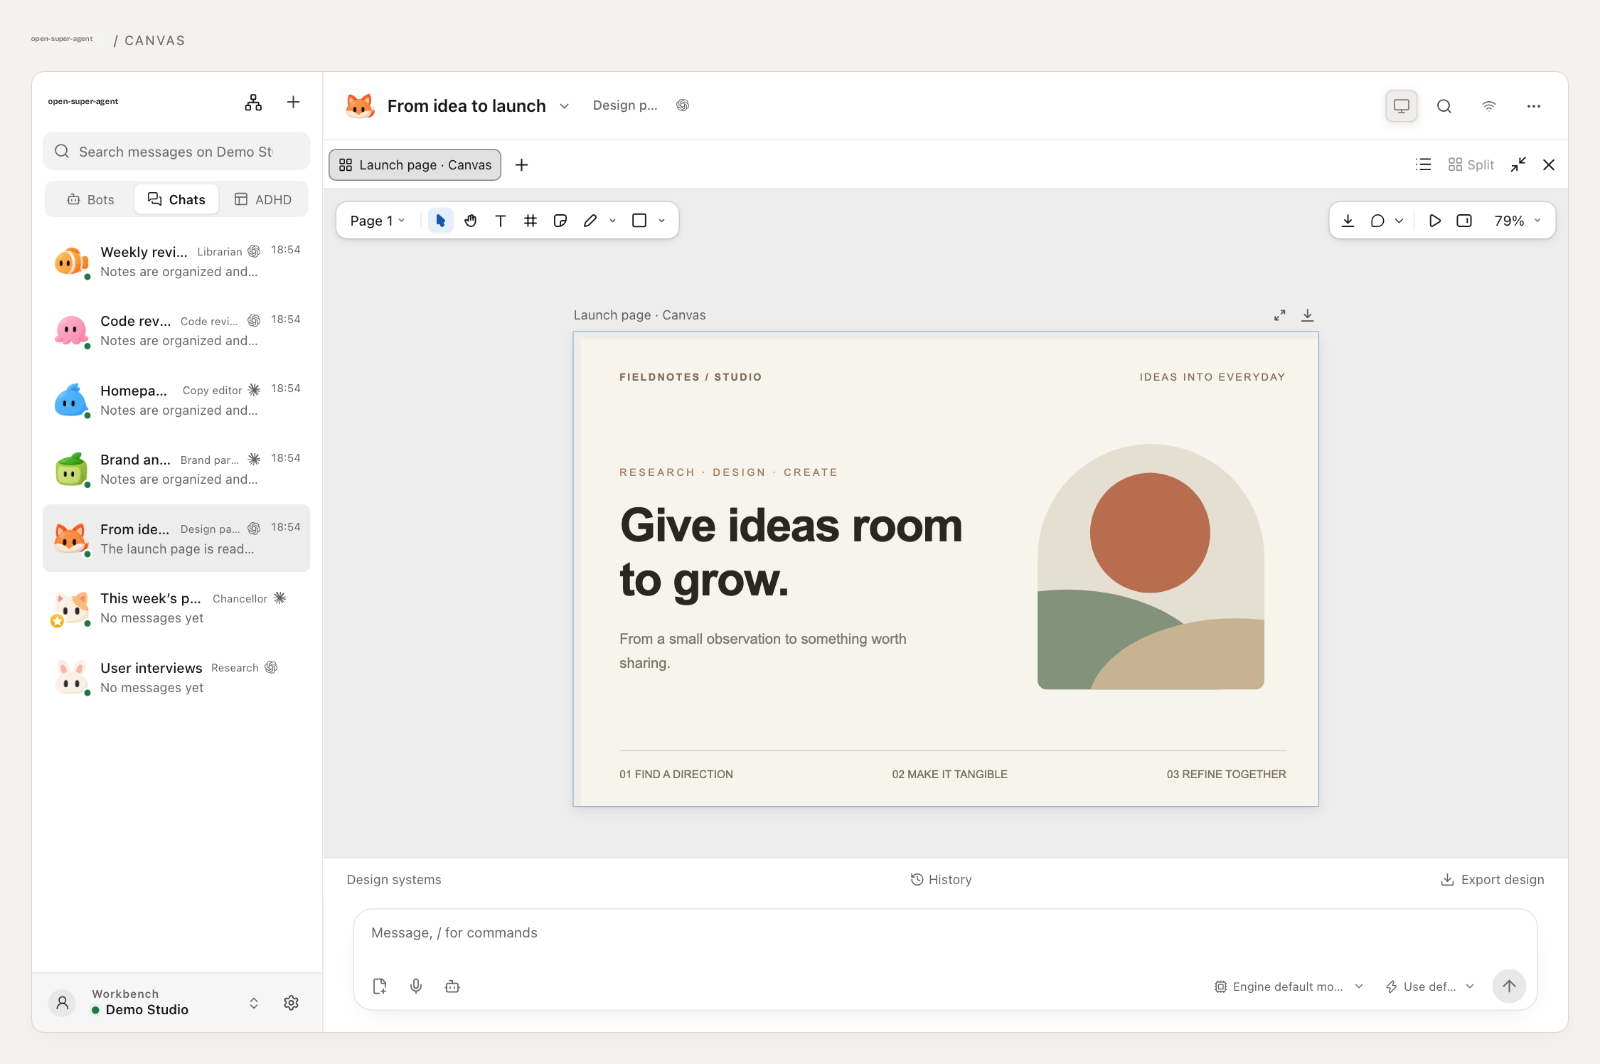 open-super-agent / CANVAS
open-super-agent
Search messages on Demo St
Bots
Chats
ADHD
Weekly revi... Librarian 18:54
Notes are organized and...
Code rev... Code revi... 18:54
Notes are organized and...
Homepa... Copy editor 18:54
Notes are organized and...
Brand an... Brand par... 18:54
Notes are organized and...
From ide... Design pa... 18:54
The launch page is read...
This week's p... Chancellor
No messages yet
User interviews Research
No messages yet
Workbench
Demo Studio
From idea to launch Design p...
Launch page · Canvas
Split
Page 1
79%
Launch page · Canvas
FIELDNOTES / STUDIO
IDEAS INTO EVERYDAY
RESEARCH · DESIGN · CREATE
Give ideas room
to grow.
From a small observation to something worth
sharing.
01 FIND A DIRECTION
02 MAKE IT TANGIBLE
03 REFINE TOGETHER
Design systems
History
Export design
Message, / for commands
Engine default mo...
Use def...